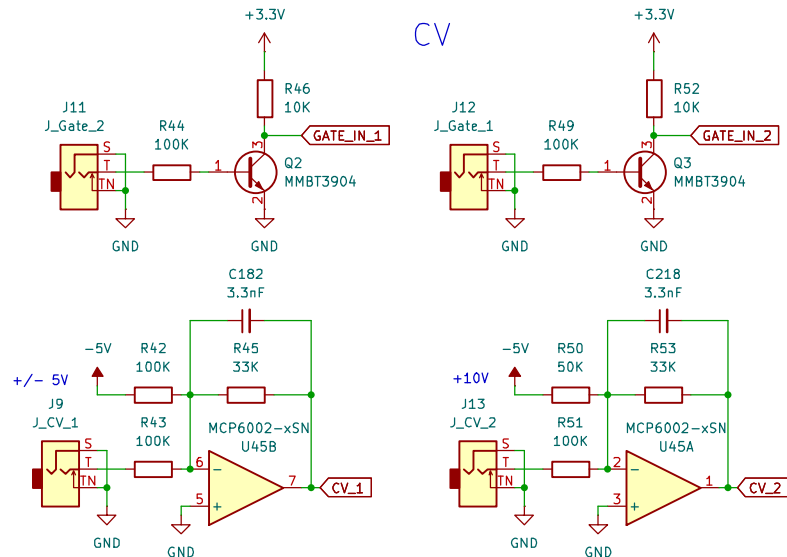 CV
+3.3V
R46
10K
J11
J_Gate_2
R44
100K
GATE_IN_1
S
T
TN
1
3
2
Q2
MMBT3904
GND
GND
+3.3V
R52
10K
J12
J_Gate_1
R49
100K
GATE_IN_2
S
T
TN
1
3
2
Q3
MMBT3904
GND
GND
C182
3.3nF
-5V
R42
100K
R45
33K
+/- 5V
J9
J_CV_1
R43
100K
MCP6002-xSN
U45B
S
T
TN
6
5
7
-
+
CV_1
GND
GND
C218
3.3nF
-5V
R50
50K
R53
33K
+10V
J13
J_CV_2
R51
100K
MCP6002-xSN
U45A
S
T
TN
2
3
1
-
+
CV_2
GND
GND